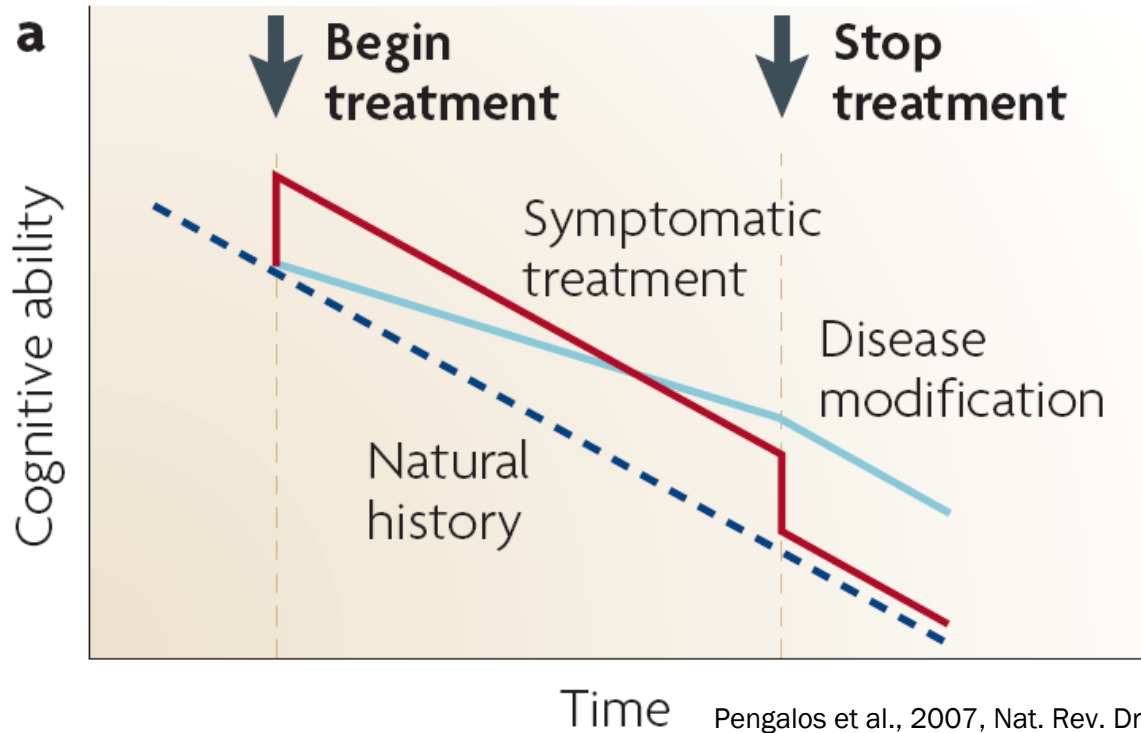 a
Begin
treatment
Stop
treatment
Cognitive ability
Symptomatic
treatment
Disease
modification
Natural
history
Time
Pengalos et al., 2007, Nat. Rev. Dr